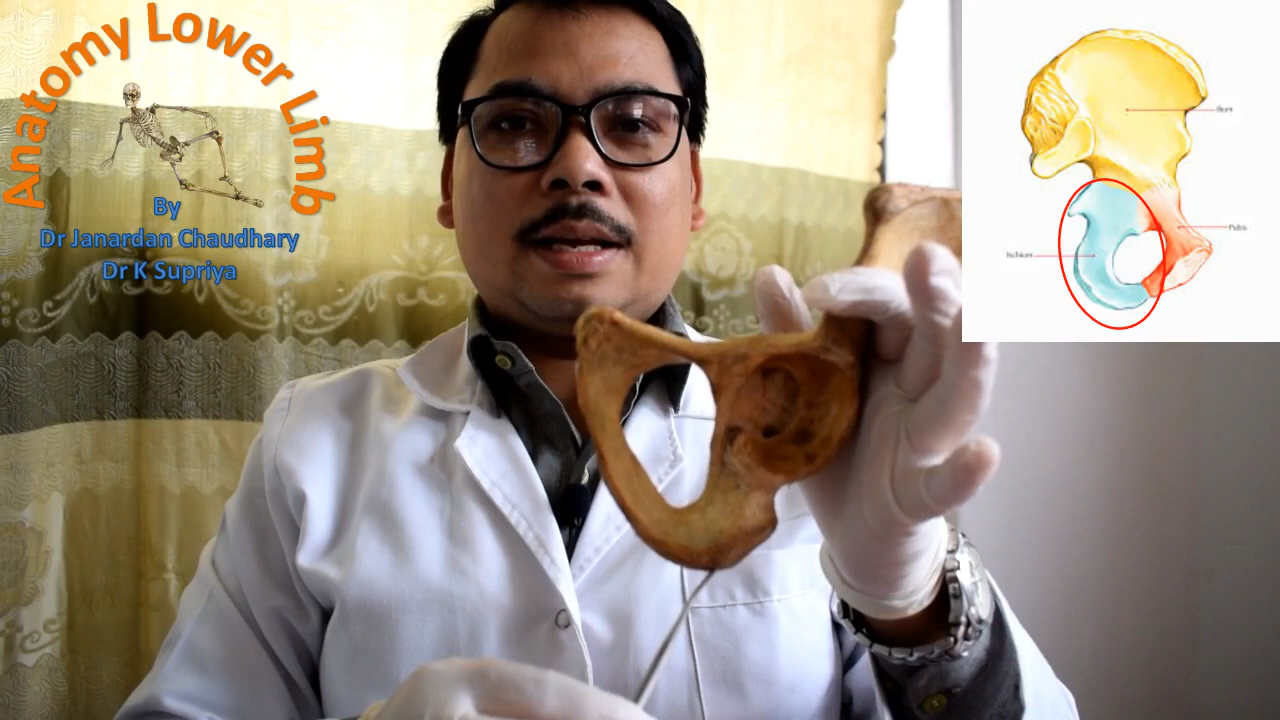 Anatomy Lower Limb
By
Dr Janardan Chaudhary
Dr K Supriya
Ilium
Pubis
Ischium